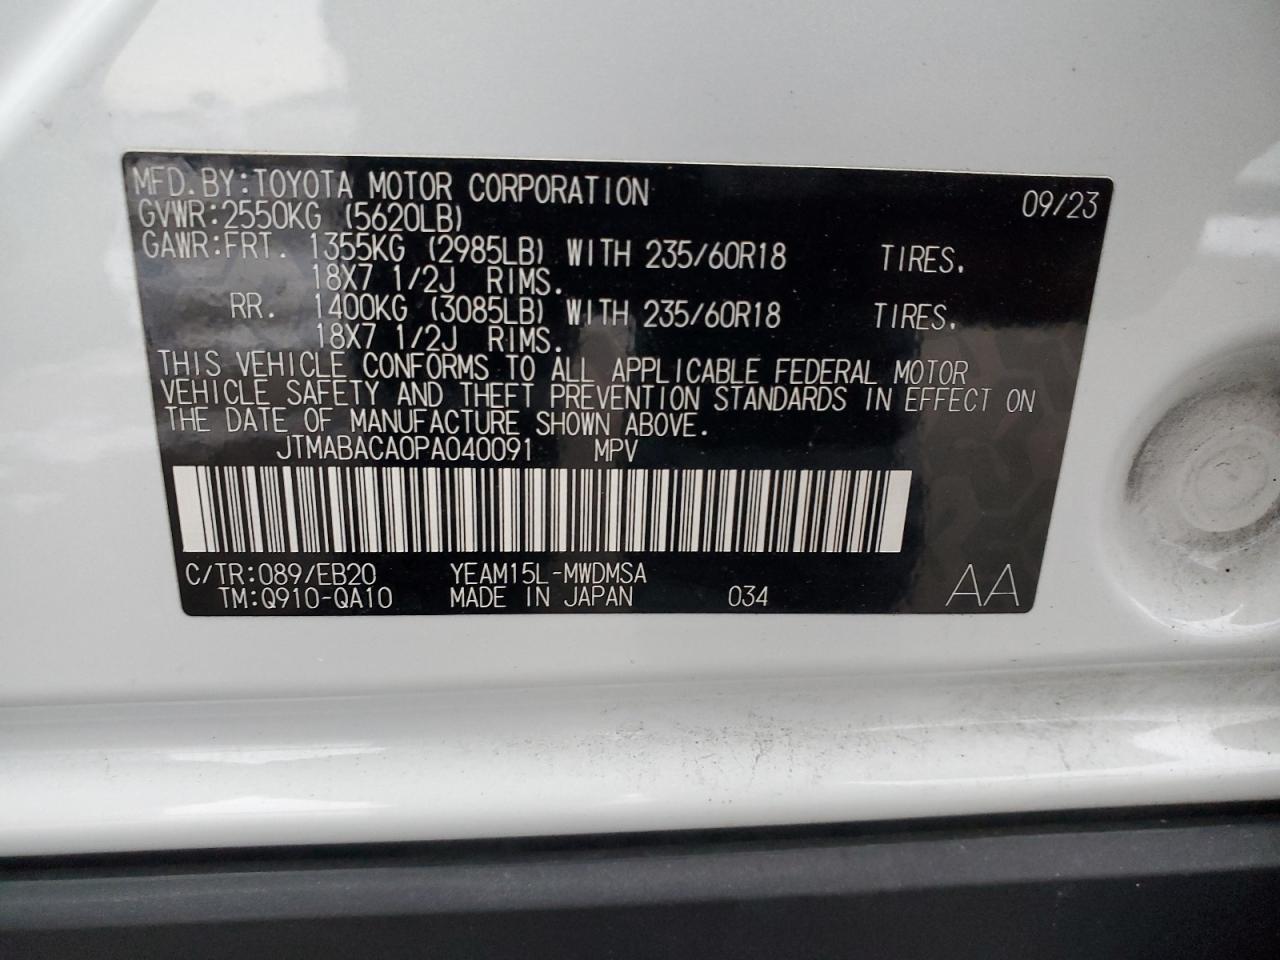 MFD. BY: TOYOTA MOTOR CORPORATION 09/23
GVWR: 2550KG (5620LB)
GAWR: FRT. 1355KG (2985LB) WITH 235/60R18 TIRES.
18X7 1/2J RIMS.
RR. 1400KG (3085LB) WITH 235/60R18 TIRES.
18X7 1/2J RIMS.
THIS VEHICLE CONFORMS TO ALL APPLICABLE FEDERAL MOTOR
VEHICLE SAFETY AND THEFT PREVENTION STANDARDS IN EFFECT ON
THE DATE OF MANUFACTURE SHOWN ABOVE.
JTMABACA0PA040091 MPV
C/TR: 089/EB20 YEAM15L-MWDMSA
TM: Q910-QA10 MADE IN JAPAN 034 AA